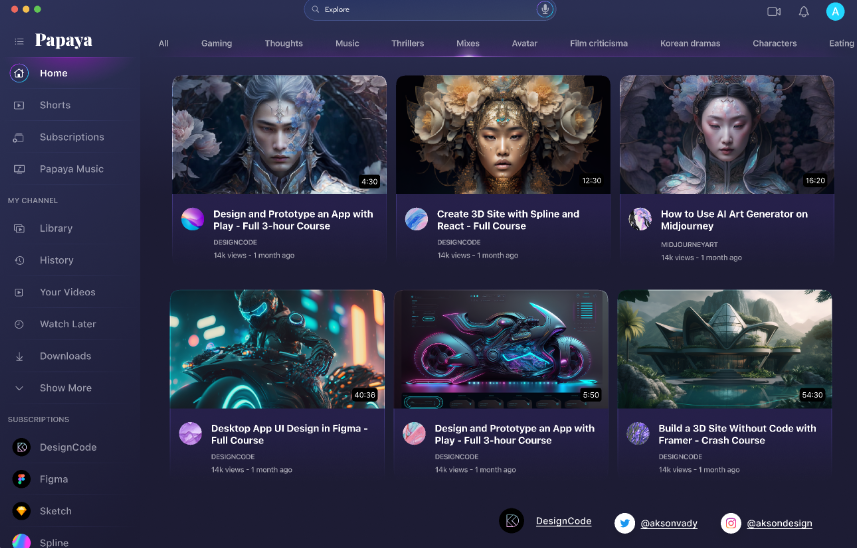 Explore
A
Papaya
All Gaming Thoughts Music Thrillers Mixes Avatar Film criticisma Korean dramas Characters Eating
Home
Shorts
Subscriptions
Papaya Music
MY CHANNEL
Library
History
Your Videos
Watch Later
Downloads
Show More
SUBSCRIPTIONS
DesignCode
Figma
Sketch
Spline
4:30
Design and Prototype an App with
Play - Full 3-hour Course
DESIGNCODE
14k views - 1 month ago
12:30
Create 3D Site with Spline and
React - Full Course
DESIGNCODE
14k views - 1 month ago
16:20
How to Use AI Art Generator on
Midjourney
MIDJOURNEYART
14k views - 1 month ago
40:36
Desktop App UI Design in Figma -
Full Course
DESIGNCODE
14k views - 1 month ago
5:50
Design and Prototype an App with
Play - Full 3-hour Course
DESIGNCODE
14k views - 1 month ago
54:30
Build a 3D Site Without Code with
Framer - Crash Course
DESIGNCODE
14k views - 1 month ago
DesignCode @aksonvady @aksondesign